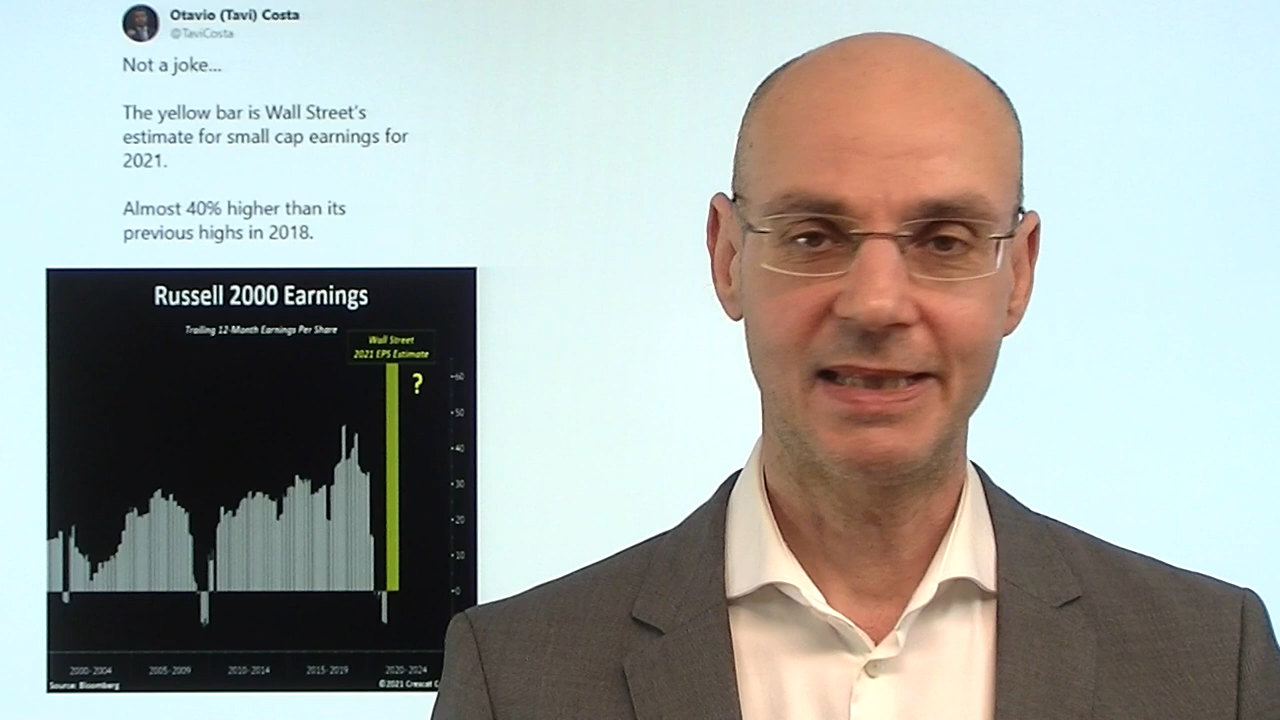 Otavio (Tavi) Costa
@TaviCosta
Not a joke...
The yellow bar is Wall Street's
estimate for small cap earnings for
2021.
Almost 40% higher than its
previous highs in 2018.
Russell 2000 Earnings
Trailing 12-Month Earnings Per Share
Wall Street
2021 EPS Estimate
?
60
50
40
30
20
10
0
2000-2004 2005-2009 2010-2014 2015-2019 2020-2024
Source: Bloomberg ©2021 Crescat